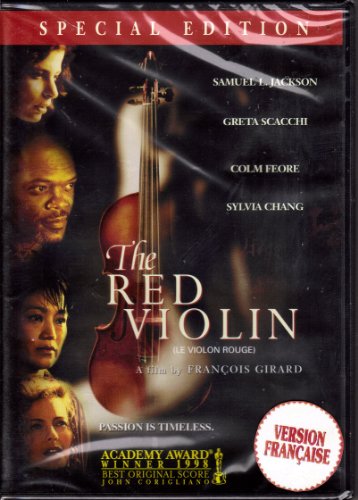 SPECIAL EDITION
SAMUEL L. JACKSON
GRETA SCACCHI
COLM FEORE
SYLVIA CHANG
The
RED
VIOLIN
(LE VIOLON ROUGE)
A film by FRANÇOIS GIRARD
PASSION IS TIMELESS.
ACADEMY AWARD®
WINNER 1998
BEST ORIGINAL SCORE
JOHN CORIGLIANO
VERSION
FRANÇAISE